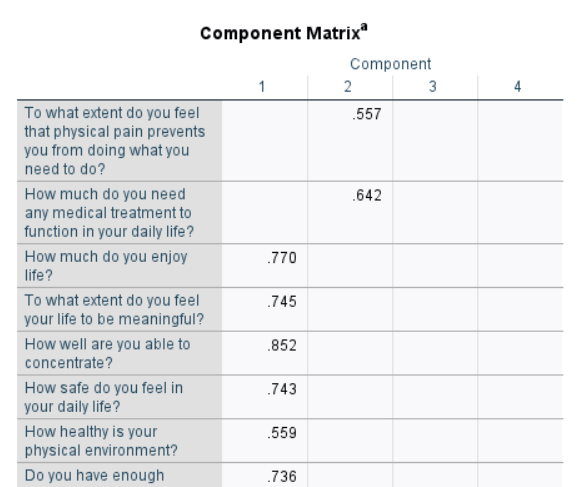 Component Matrixᵃ
Component
1 2 3 4
To what extent do you feel .557
that physical pain prevents
you from doing what you
need to do?
How much do you need .642
any medical treatment to
function in your daily life?
How much do you enjoy .770
life?
To what extent do you feel .745
your life to be meaningful?
How well are you able to .852
concentrate?
How safe do you feel in .743
your daily life?
How healthy is your .559
physical environment?
Do you have enough .736